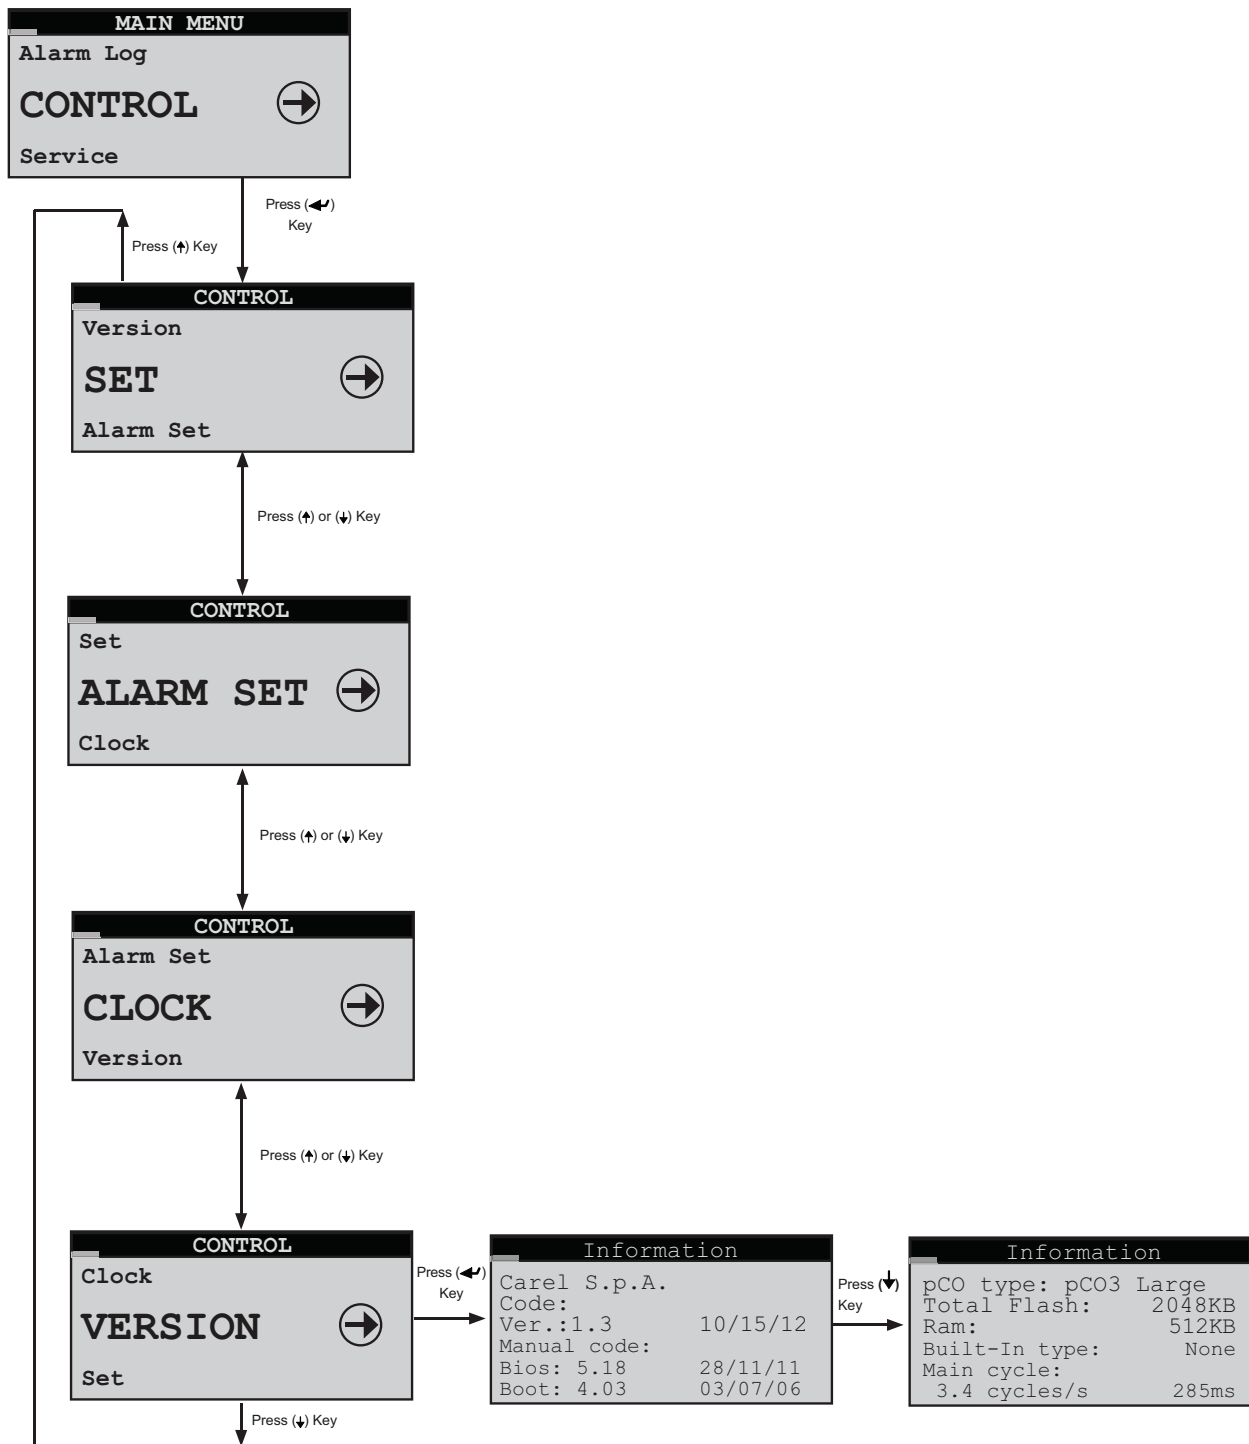 MAIN MENU
Alarm Log
CONTROL
Service
Press (↵)
Key
Press (↑) Key
CONTROL
Version
SET
Alarm Set
Press (↑) or (↓) Key
CONTROL
Set
ALARM SET
Clock
Press (↑) or (↓) Key
CONTROL
Alarm Set
CLOCK
Version
Press (↑) or (↓) Key
CONTROL
Clock
VERSION
Set
Press (↵)
Key
Information
Carel S.p.A.
Code:
Ver.:1.3 10/15/12
Manual code:
Bios: 5.18 28/11/11
Boot: 4.03 03/07/06
Press (↓)
Key
Information
pCO type: pCO3 Large
Total Flash: 2048KB
Ram: 512KB
Built-In type: None
Main cycle:
3.4 cycles/s 285ms
Press (↓) Key